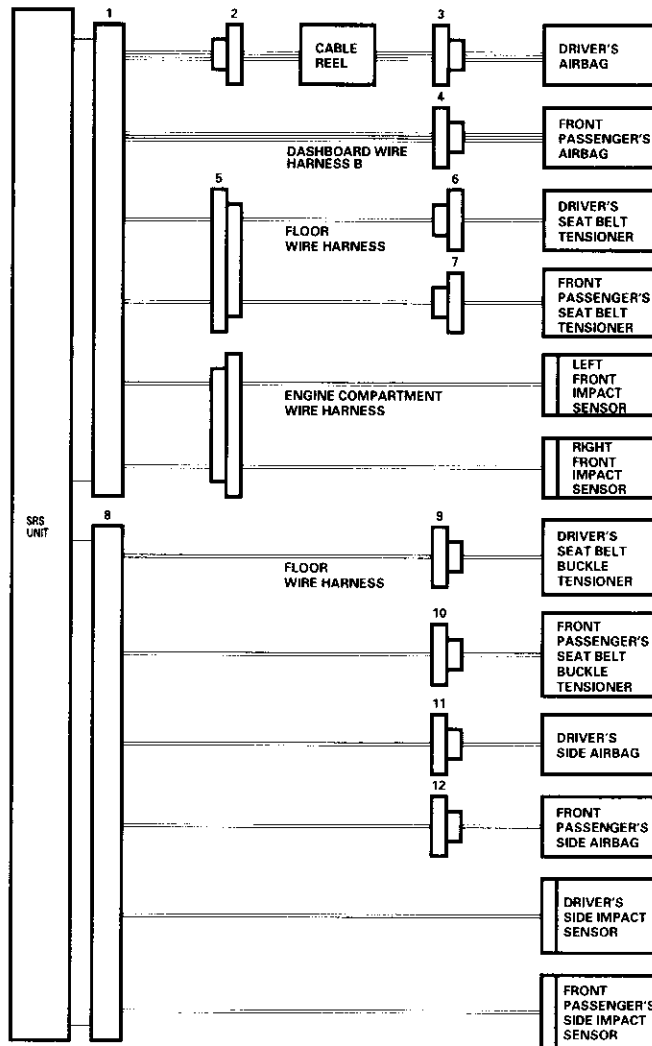 1
2
CABLE
REEL
3
DRIVER'S
AIRBAG
4
DASHBOARD WIRE
HARNESS B
FRONT
PASSENGER'S
AIRBAG
5
FLOOR
WIRE HARNESS
6
DRIVER'S
SEAT BELT
TENSIONER
7
FRONT
PASSENGER'S
SEAT BELT
TENSIONER
ENGINE COMPARTMENT
WIRE HARNESS
LEFT
FRONT
IMPACT
SENSOR
RIGHT
FRONT
IMPACT
SENSOR
SRS
UNIT
8
FLOOR
WIRE HARNESS
9
DRIVER'S
SEAT BELT
BUCKLE
TENSIONER
10
FRONT
PASSENGER'S
SEAT BELT
BUCKLE
TENSIONER
11
DRIVER'S
SIDE AIRBAG
12
FRONT
PASSENGER'S
SIDE AIRBAG
DRIVER'S
SIDE IMPACT
SENSOR
FRONT
PASSENGER'S
SIDE IMPACT
SENSOR